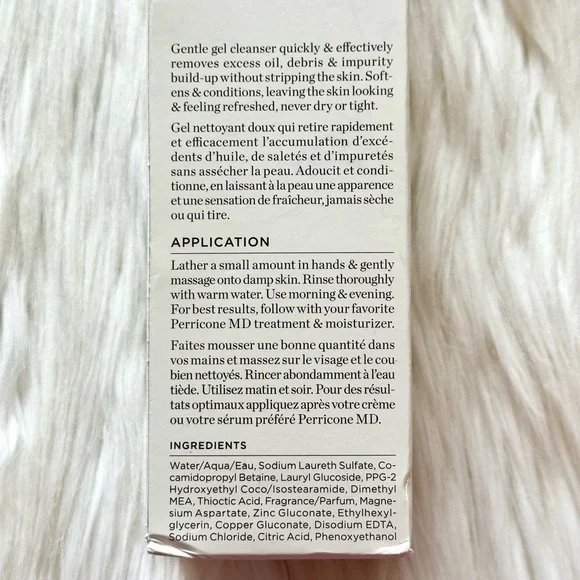 Gentle gel cleanser quickly & effectively
removes excess oil, debris & impurity
build-up without stripping the skin. Soft-
ens & conditions, leaving the skin looking
& feeling refreshed, never dry or tight.
Gel nettoyant doux qui retire rapidement
et efficacement l'accumulation d'excé-
dents d'huile, de saletés et d'impuretés
sans assécher la peau. Adoucit et condi-
tionne, en laissant à la peau une apparence
et une sensation de fraîcheur, jamais sèche
ou qui tire.
APPLICATION
Lather a small amount in hands & gently
massage onto damp skin. Rinse thoroughly
with warm water. Use morning & evening.
For best results, follow with your favorite
Perricone MD treatment & moisturizer.
Faites mousser une bonne quantité dans
vos mains et massez sur le visage et le cou
bien nettoyés. Rincer abondamment à l'eau
tiède. Utilisez matin et soir. Pour des résul-
tats optimaux appliquez après votre crème
ou votre sérum préféré Perricone MD.
INGREDIENTS
Water/Aqua/Eau, Sodium Laureth Sulfate, Co-
camidopropyl Betaine, Lauryl Glucoside, PPG-2
Hydroxyethyl Coco/Isostearamide, Dimethyl
MEA, Thioctic Acid, Fragrance/Parfum, Magne-
sium Aspartate, Zinc Gluconate, Ethylhexyl-
glycerin, Copper Gluconate, Disodium EDTA,
Sodium Chloride, Citric Acid, Phenoxyethanol